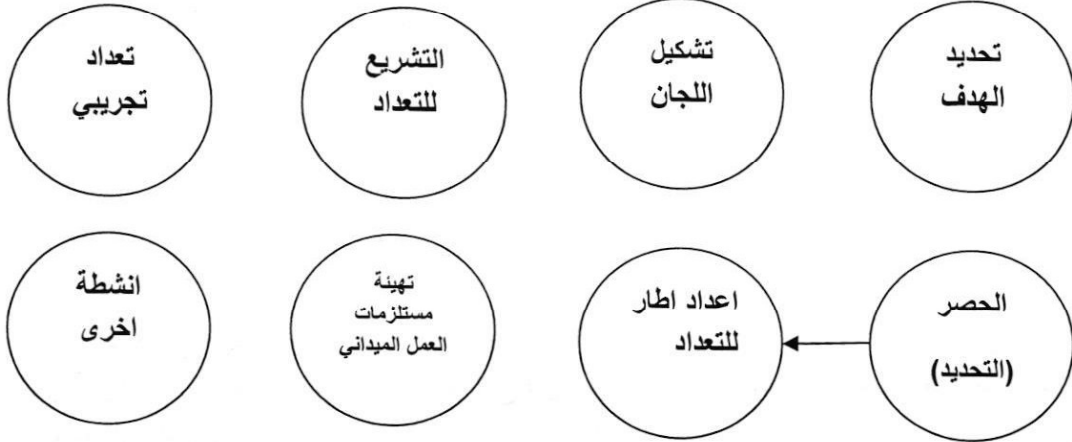 تحديد
الهدف
تشكيل
اللجان
التشريع
للتعداد
تعداد
تجريبي
الحصر
(التحديد)
اعداد اطار
للتعداد
تهيئة
مستلزمات
العمل الميداني
انشطة
اخرى